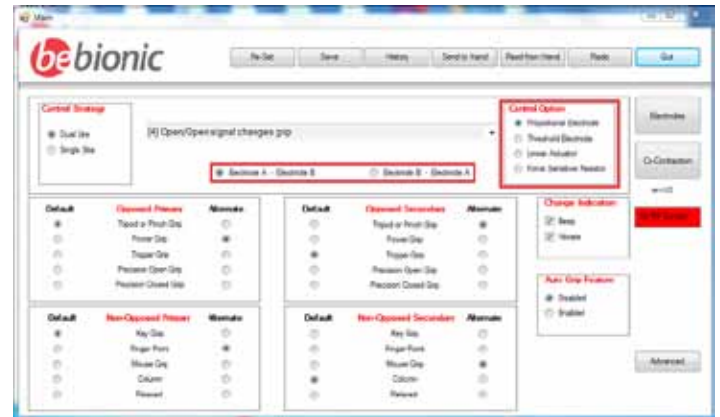 Main
bebionic
Re-Set Save History Send to hand Read from Hand Radio Quit
Control Strategy
Dual Site
Single Site
[4] Open/Open signal changes grip
Electrode A - Electrode B
Electrode B - Electrode A
Control Option
Proportional Electrode
Threshold Electrode
Linear Actuator
Force Sensitive Resistor
Electrodes
Co-Contraction
Default Opposed Primary Alternate
Tripod or Pinch Grip
Power Grip
Trigger Grip
Precision Open Grip
Precision Closed Grip
Default Opposed Secondary Alternate
Tripod or Pinch Grip
Power Grip
Trigger Grip
Precision Open Grip
Precision Closed Grip
Change Indication
Beep
Vibrate
Auto Grip Feature
Disabled
Enabled
Default Non-Opposed Primary Alternate
Key Grip
Finger Point
Mouse Grip
Column
Relaxed
Default Non-Opposed Secondary Alternate
Key Grip
Finger Point
Mouse Grip
Column
Relaxed
Advanced